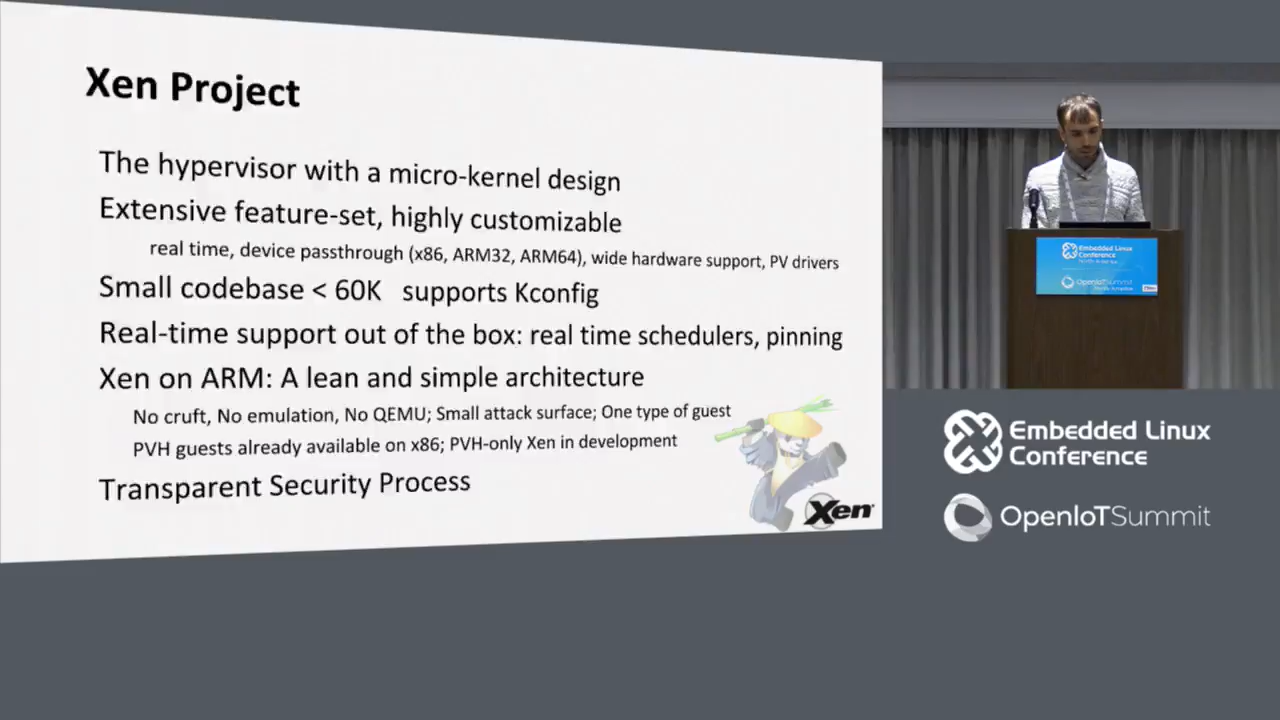 Xen Project
The hypervisor with a micro-kernel design
Extensive feature-set, highly customizable
real time, device passthrough (x86, ARM32, ARM64), wide hardware support, PV drivers
Small codebase < 60K supports Kconfig
Real-time support out of the box: real time schedulers, pinning
Xen on ARM: A lean and simple architecture
No cruft, No emulation, No QEMU; Small attack surface; One type of guest
PVH guests already available on x86; PVH-only Xen in development
Transparent Security Process
Xen
Embedded Linux
Conference
OpenIoTSummit
Embedded Linux
Conference
OpenIoTSummit